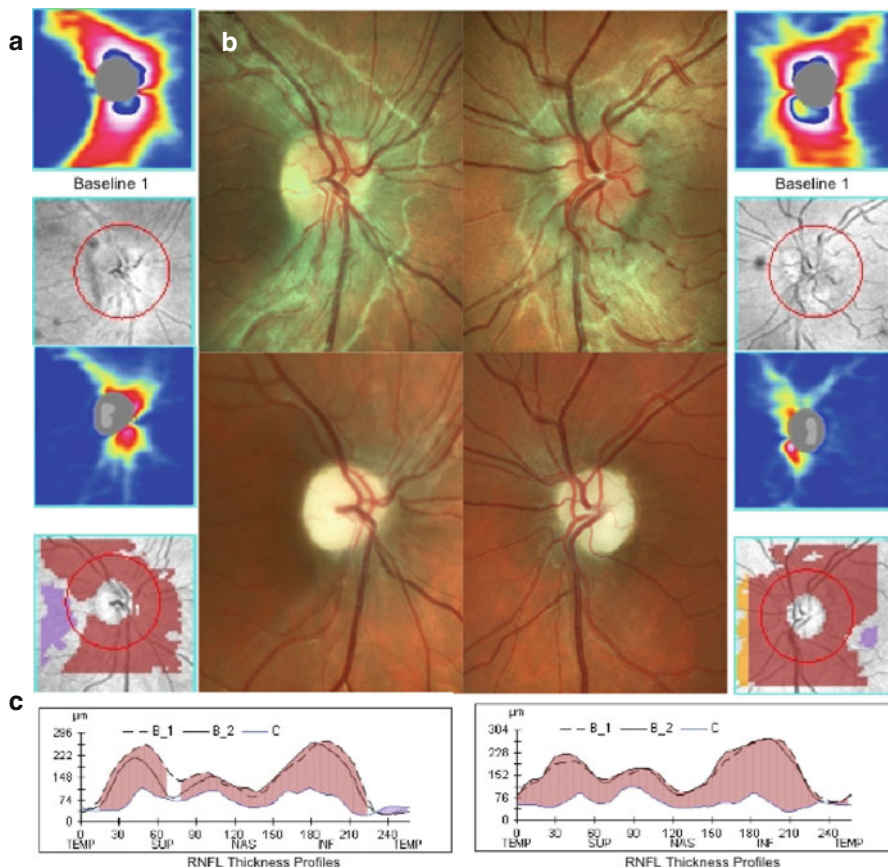 a
b
Baseline 1
Baseline 1
c
µm
B_1 B_2 C
296
222
148
74
0
0 30 60 90 120 150 180 210 240
TEMP SUP NAS INF TEMP
RNFL Thickness Profiles
µm
B_1 B_2 C
304
228
152
76
0
0 30 60 90 120 150 180 210 240
TEMP SUP NAS INF TEMP
RNFL Thickness Profiles